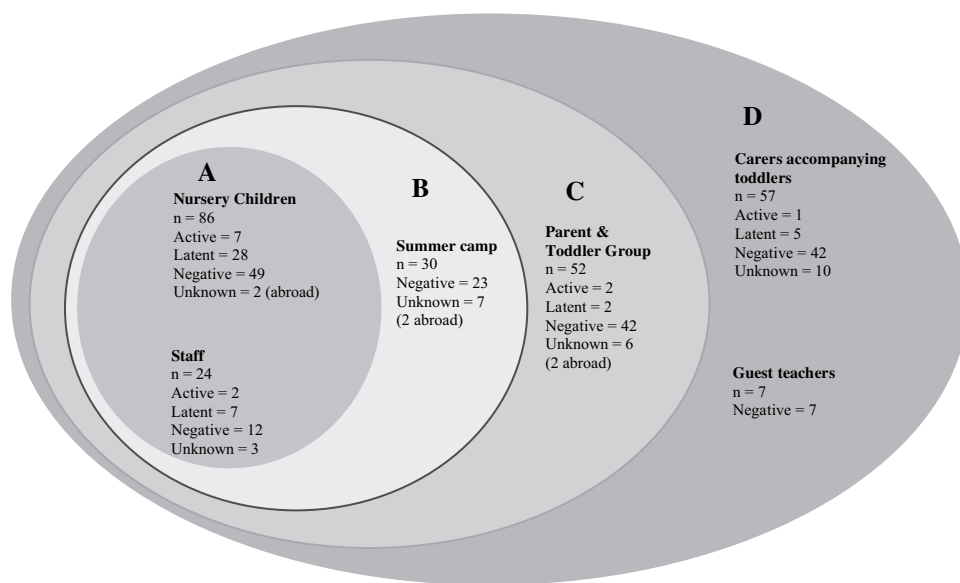 A
Nursery Children
n = 86
Active = 7
Latent = 28
Negative = 49
Unknown = 2 (abroad)
Staff
n = 24
Active = 2
Latent = 7
Negative = 12
Unknown = 3
B
Summer camp
n = 30
Negative = 23
Unknown = 7
(2 abroad)
C
Parent &
Toddler Group
n = 52
Active = 2
Latent = 2
Negative = 42
Unknown = 6
(2 abroad)
D
Carers accompanying
toddlers
n = 57
Active = 1
Latent = 5
Negative = 42
Unknown = 10
Guest teachers
n = 7
Negative = 7